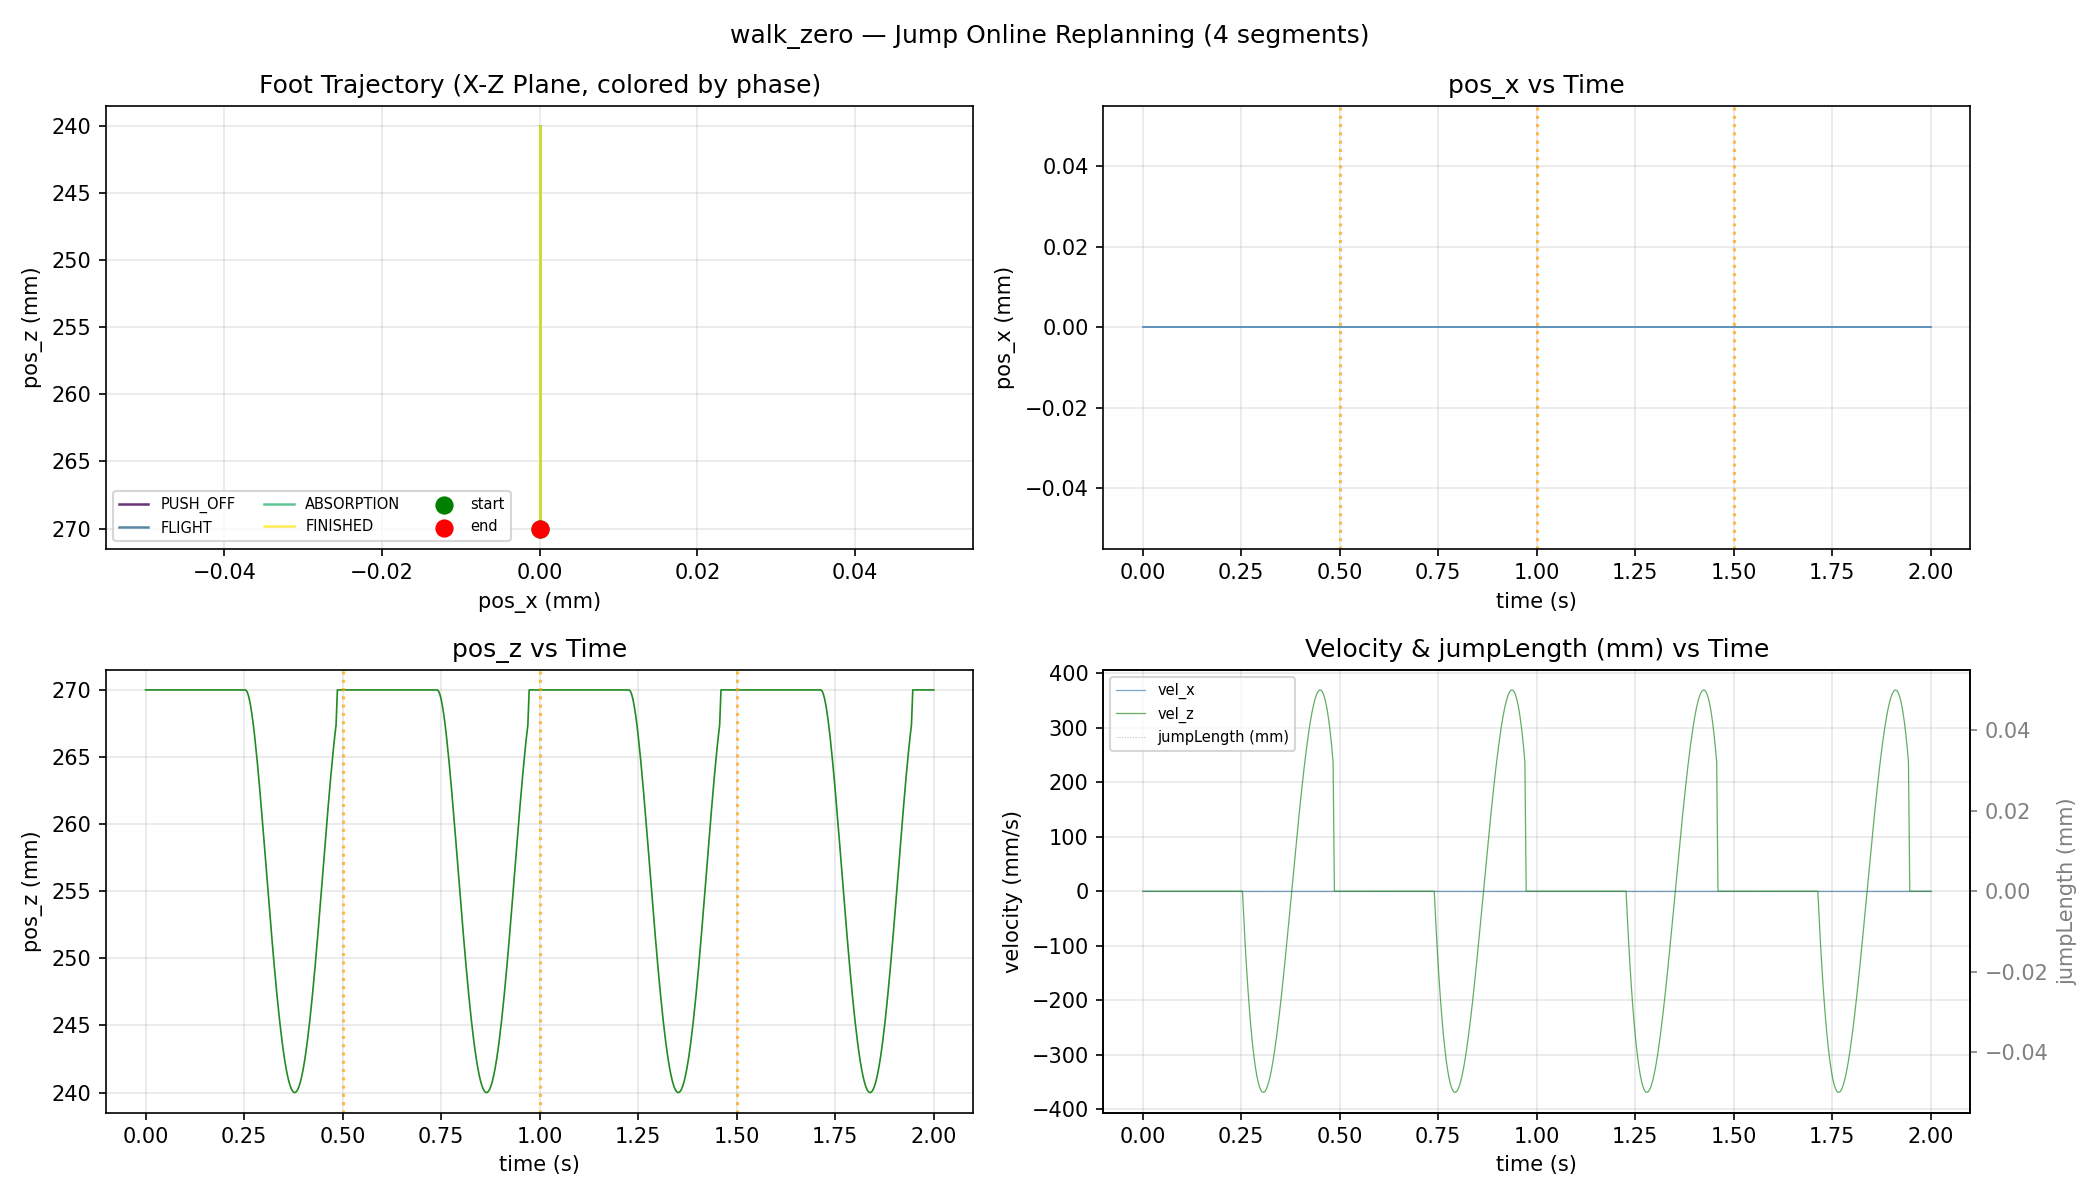 walk_zero — Jump Online Replanning (4 segments)
Foot Trajectory (X-Z Plane, colored by phase)
240
245
250
255
260
265
270
pos_z (mm)
PUSH_OFF
FLIGHT
ABSORPTION
FINISHED
start
end
−0.04
−0.02
0.00
0.02
0.04
pos_x (mm)
pos_x vs Time
0.04
0.02
0.00
−0.02
−0.04
pos_x (mm)
0.00
0.25
0.50
0.75
1.00
1.25
1.50
1.75
2.00
time (s)
pos_z vs Time
270
265
260
255
250
245
240
pos_z (mm)
0.00
0.25
0.50
0.75
1.00
1.25
1.50
1.75
2.00
time (s)
Velocity & jumpLength (mm) vs Time
400
300
200
100
0
−100
−200
−300
−400
velocity (mm/s)
vel_x
vel_z
jumpLength (mm)
0.04
0.02
0.00
−0.02
−0.04
jumpLength (mm)
0.00
0.25
0.50
0.75
1.00
1.25
1.50
1.75
2.00
time (s)